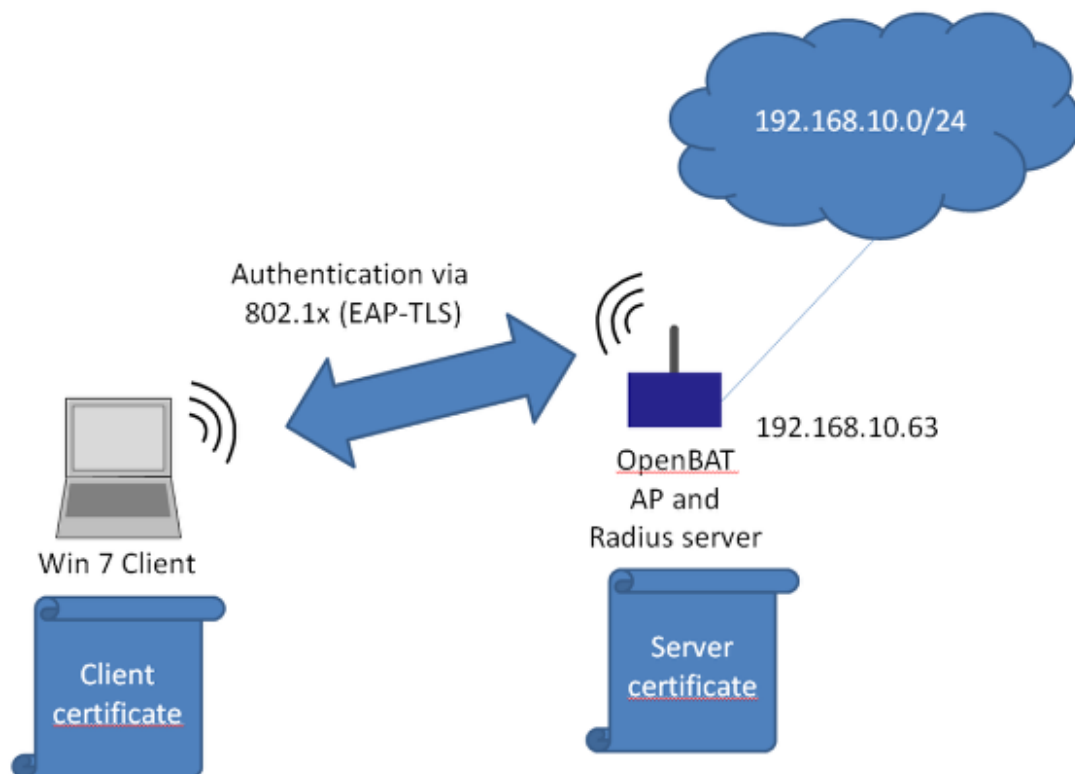 192.168.10.0/24
Authentication via
802.1x (EAP-TLS)
192.168.10.63
OpenBAT
AP and
Radius server
Win 7 Client
Client
certificate
Server
certificate